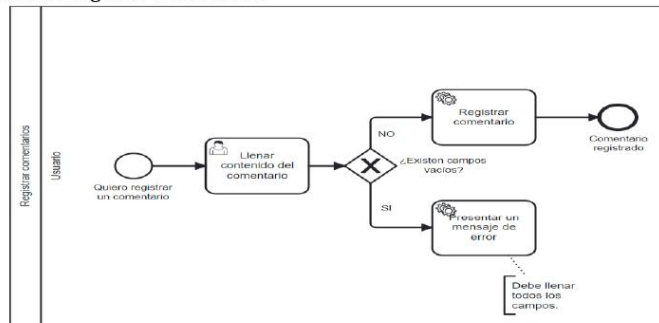 Registrar comentarios
Usuario
Quiero registrar
un comentario
Llenar
contenido del
comentario
¿Existen campos
vacíos?
NO
Registrar
comentario
Comentario
registrado
SI
Presentar un
mensaje de
error
Debe llenar
todos los
campos.